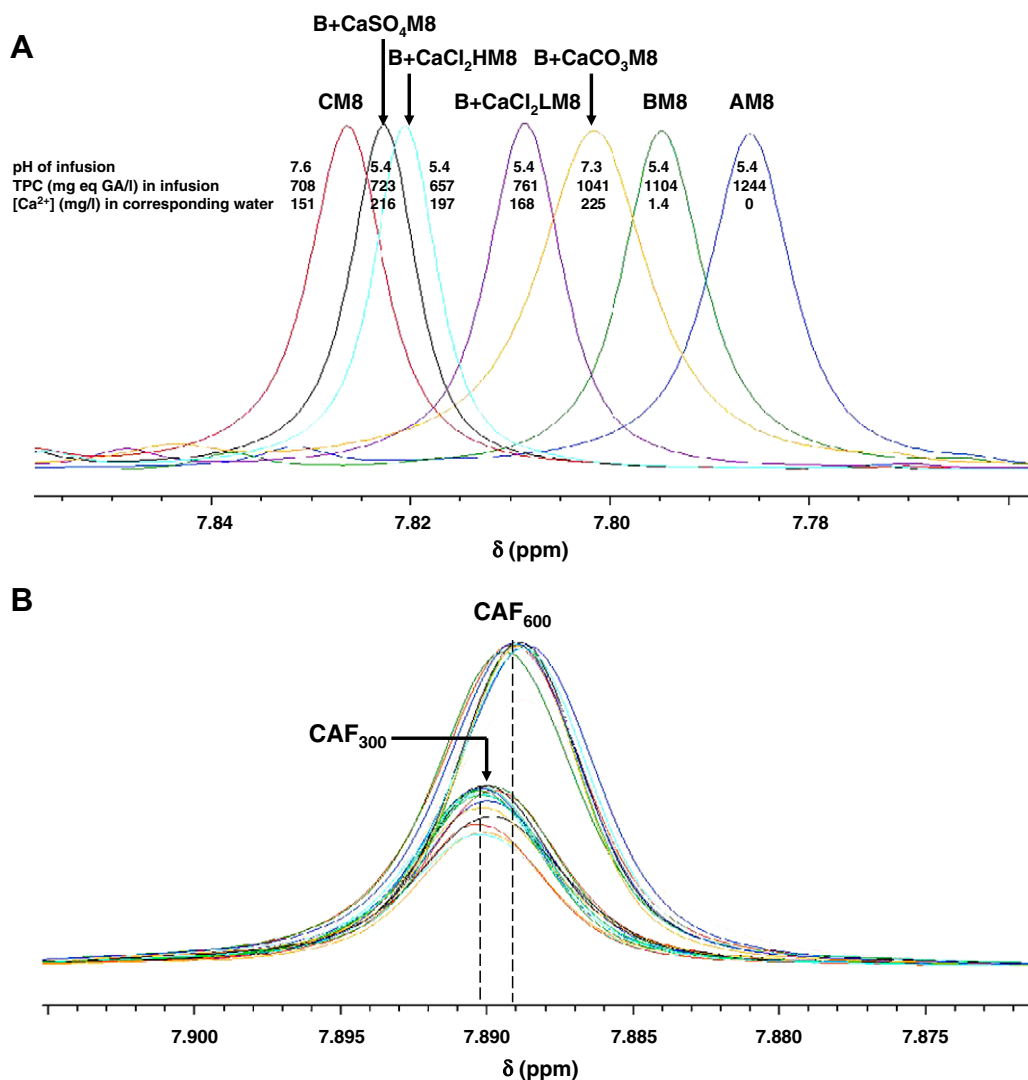 A
B+CaSO₄M8
B+CaCl₂HM8 B+CaCO₃M8
CM8 B+CaCl₂LM8 BM8 AM8
pH of infusion 7.6 5.4 5.4 5.4 7.3 5.4 5.4
TPC (mg eq GA/l) in infusion 708 723 657 761 1041 1104 1244
[Ca²⁺] (mg/l) in corresponding water 151 216 197 168 225 1.4 0
7.84 7.82 7.80 7.78
δ (ppm)
B
CAF₆₀₀
CAF₃₀₀
7.900 7.895 7.890 7.885 7.880 7.875
δ (ppm)